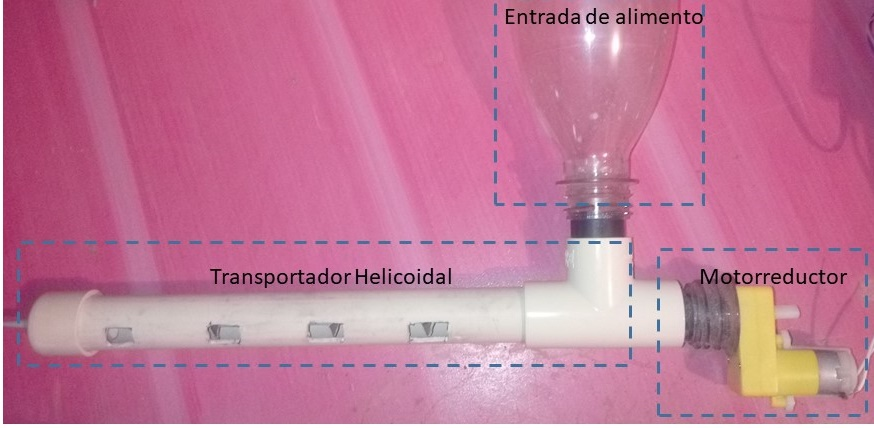 Entrada de alimento
Transportador Helicoidal
Motorreductor